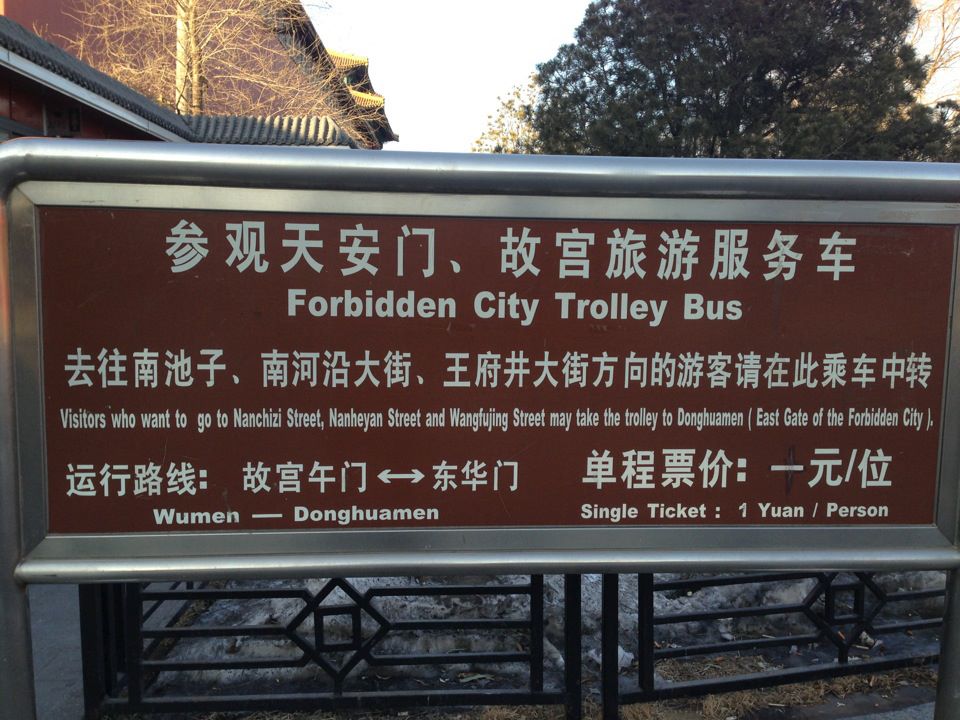 参观天安门、故宫旅游服务车
Forbidden City Trolley Bus
去往南池子、南河沿大街、王府井大街方向的游客请在此乘车中转
Visitors who want to go to Nanchizi Street, Nanheyan Street and Wangfujing Street may take the trolley to Donghuamen ( East Gate of the Forbidden City ).
运行路线: 故宫午门↔东华门 单程票价: 一元/位
Wumen — Donghuamen Single Ticket : 1 Yuan / Person